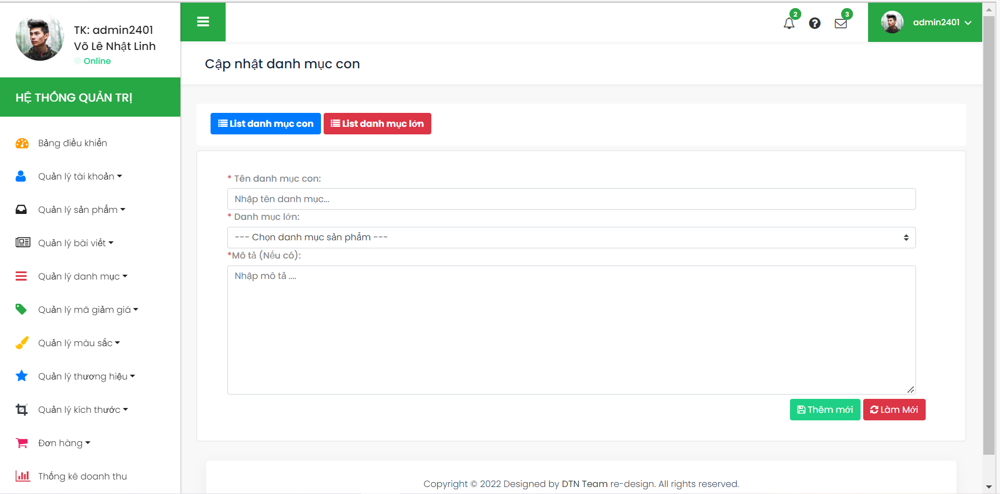 TK: admin2401
Võ Lê Nhật Linh
Online
HỆ THỐNG QUẢN TRỊ
Bảng điều khiển
Quản lý tài khoản
Quản lý sản phẩm
Quản lý bài viết
Quản lý danh mục
Quản lý mã giảm giá
Quản lý màu sắc
Quản lý thương hiệu
Quản lý kích thước
Đơn hàng
Thống kê doanh thu
2
3
admin2401
Cập nhật danh mục con
List danh mục con
List danh mục lớn
* Tên danh mục con:
Nhập tên danh mục...
* Danh mục lớn:
--- Chọn danh mục sản phẩm ---
*Mô tả (Nếu có):
Nhập mô tả ....
Thêm mới
Làm Mới
Copyright © 2022 Designed by DTN Team re-design. All rights reserved.